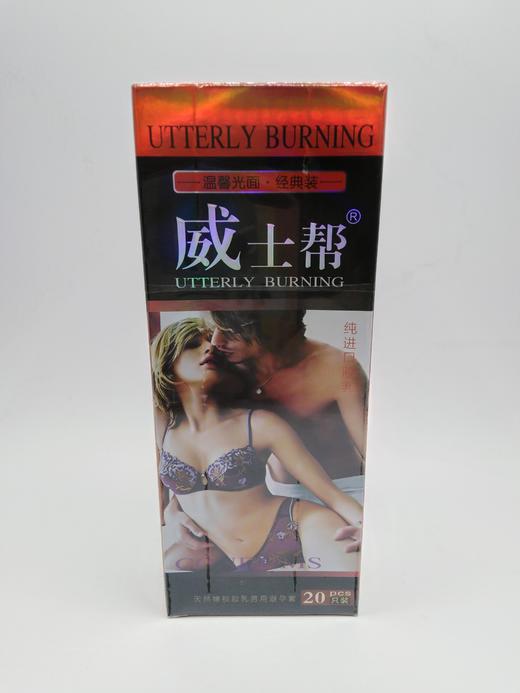 UTTERLY BURNING
温馨光面·经典装
威士帮®
UTTERLY BURNING
纯进口
CONDOMS
天然橡胶胶乳男用避孕套
20 pcs
只装